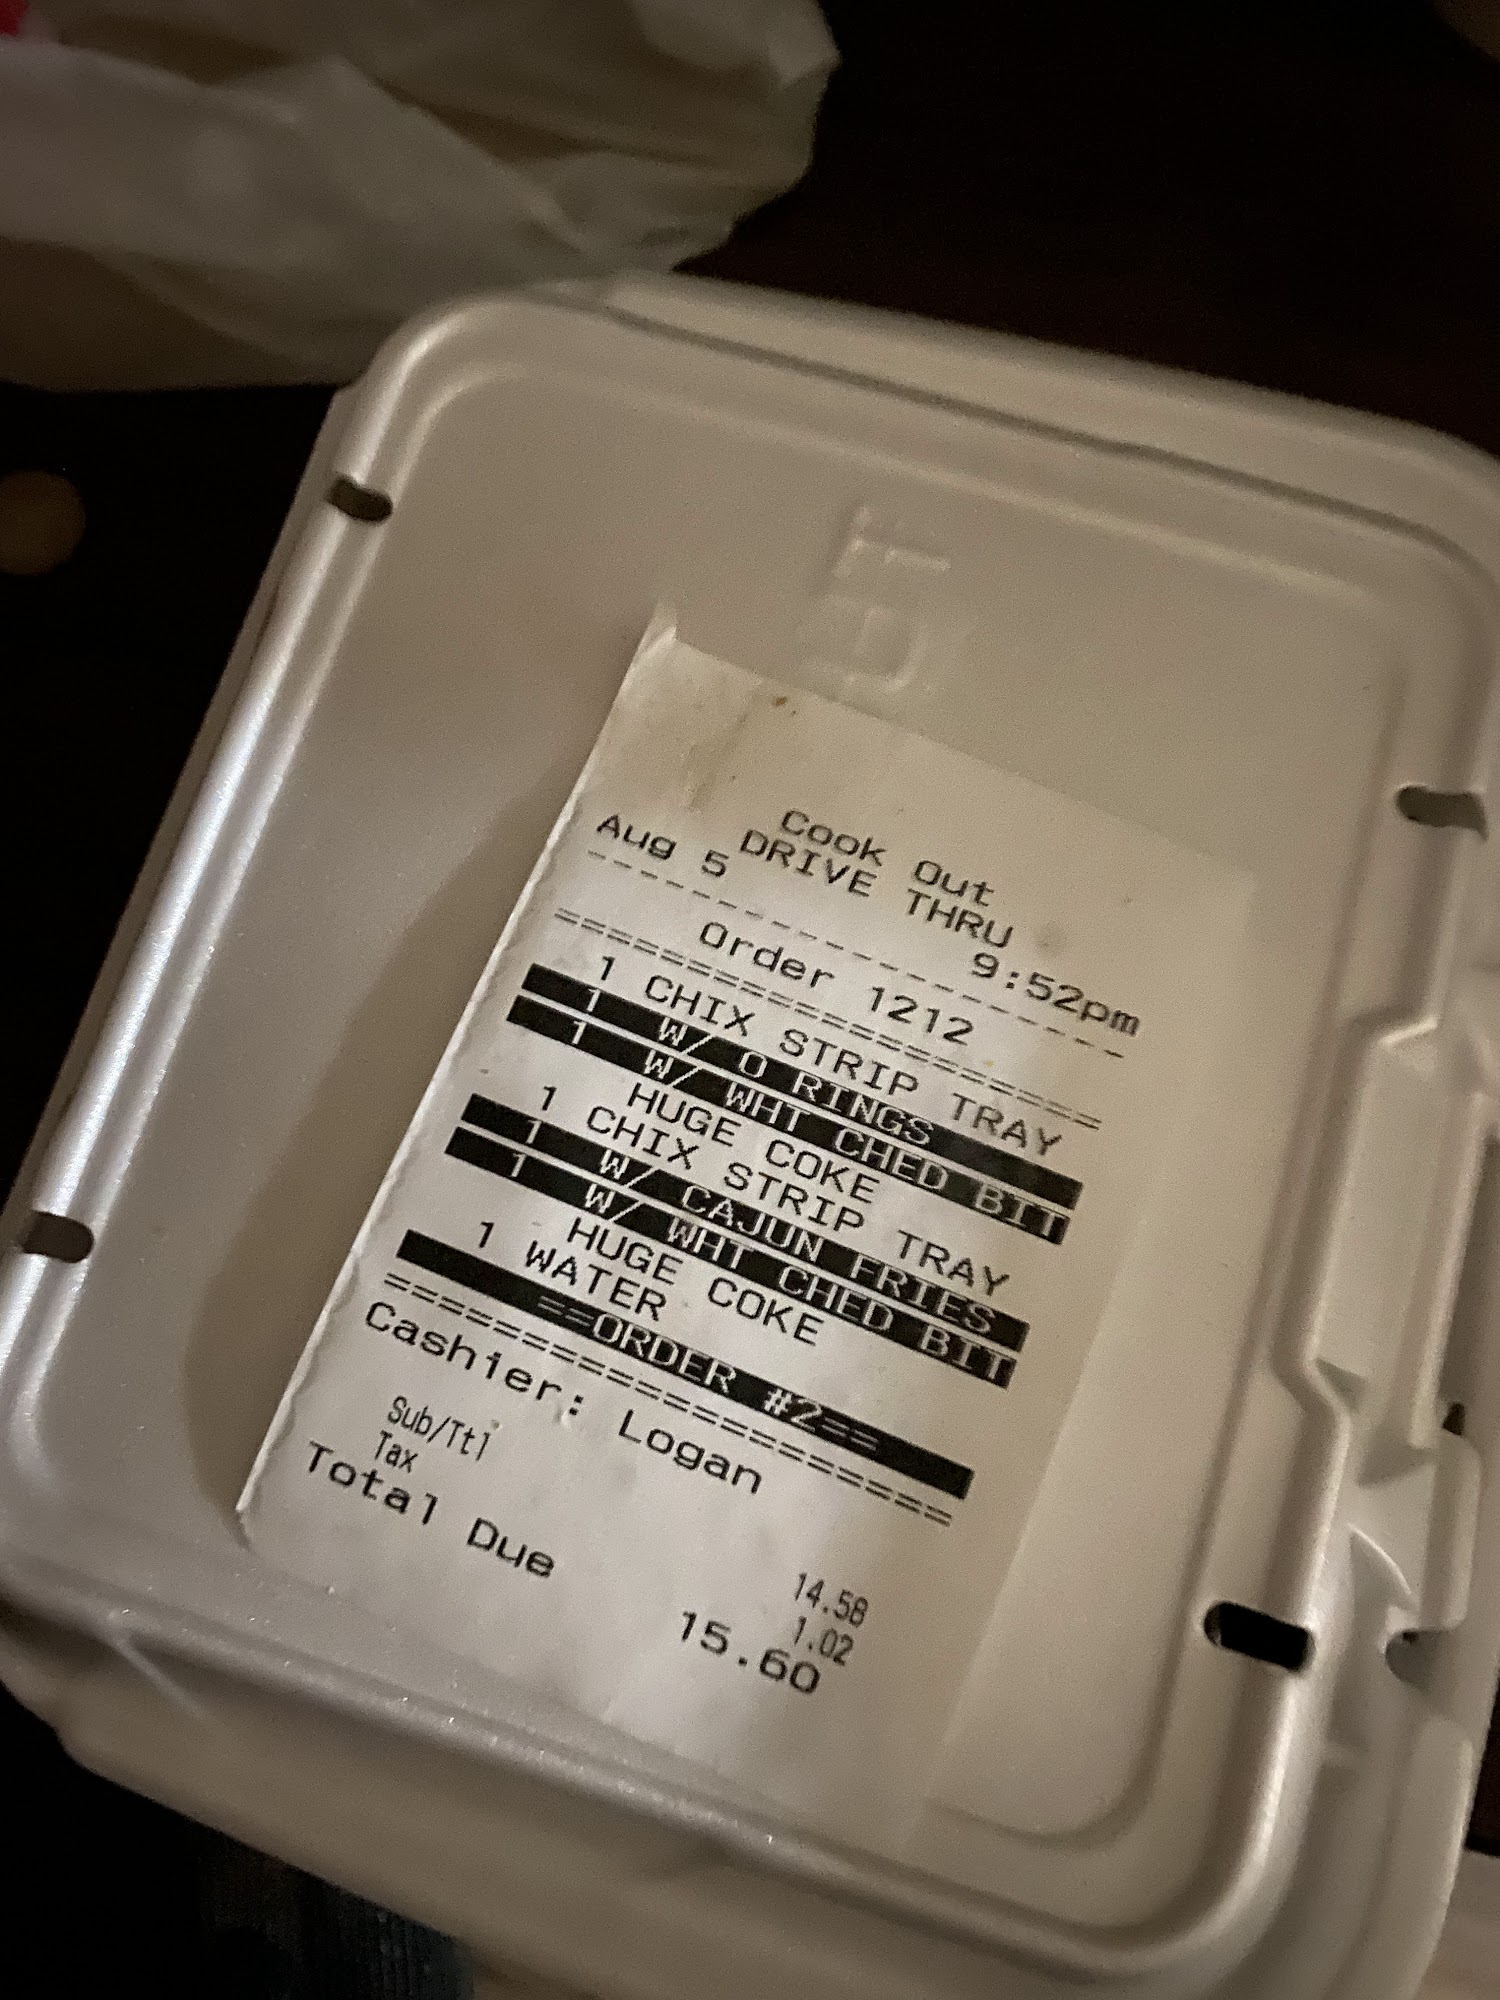 Cook Out
DRIVE THRU
Aug 5 9:52pm
--------------------
Order 1212
====================
1 CHIX STRIP TRAY
1 W/ O RINGS
1 W/ WHT CHED BIT
HUGE COKE
1 CHIX STRIP TRAY
1 W/ CAJUN FRIES
1 W/ WHT CHED BIT
HUGE COKE
1 WATER
==ORDER #2==
====================
Cashier: Logan
Sub/Ttl 14.58
Tax 1.02
Total Due 15.60